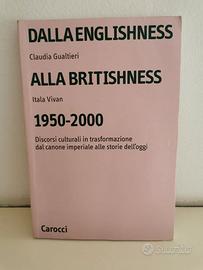 DALLA ENGLISHNESS
Claudia Gualtieri
ALLA BRITISHNESS
Itala Vivan
1950-2000
Discorsi culturali in trasformazione
dal canone imperiale alle storie dell'oggi
Carocci
subito